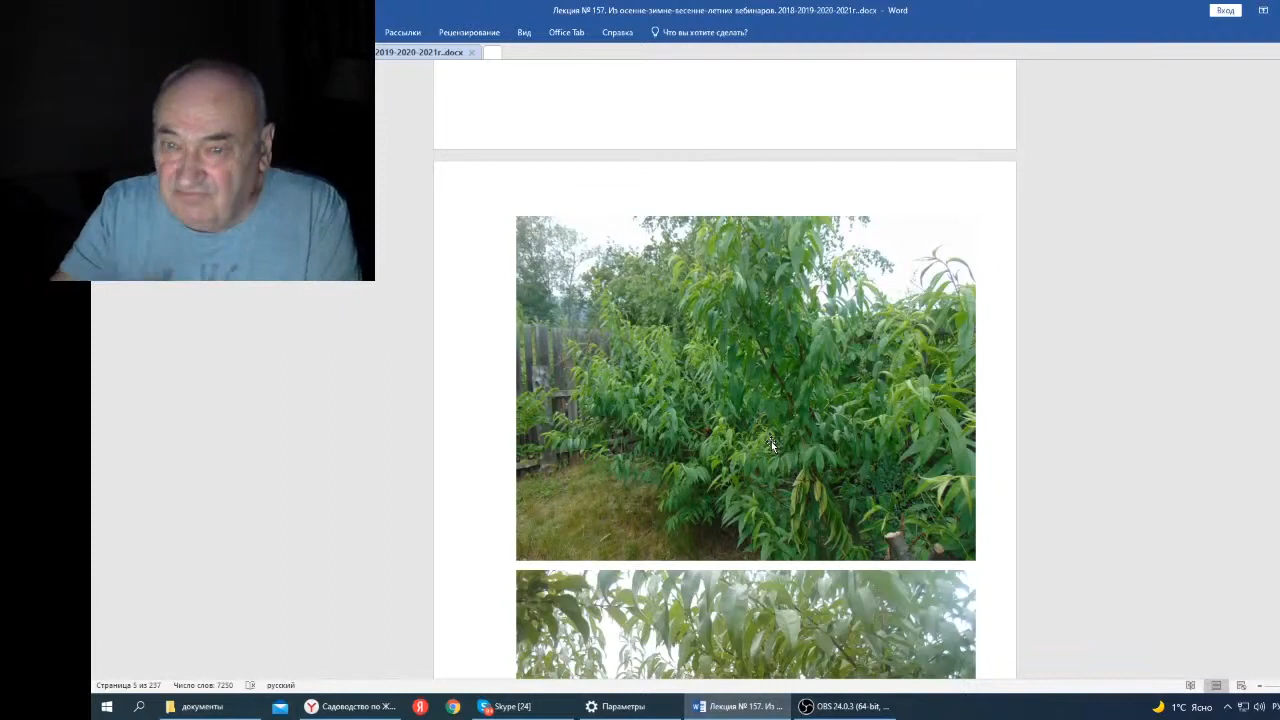 Лекция № 157. Из осенне-зимне-весенне-летних вебинаров. 2018-2019-2020-2021г..docx - Word
Вход
Рассылки Рецензирование Вид Office Tab Справка Что вы хотите сделать?
2019-2020-2021г..docx
Страница 5 из 237 Число слов: 7250 русский
документы Садоводство по Ж... Я Skype [24] Параметры Лекция № 157. Из ... OBS 24.0.3 (64-bit, ... 1°C Ясно